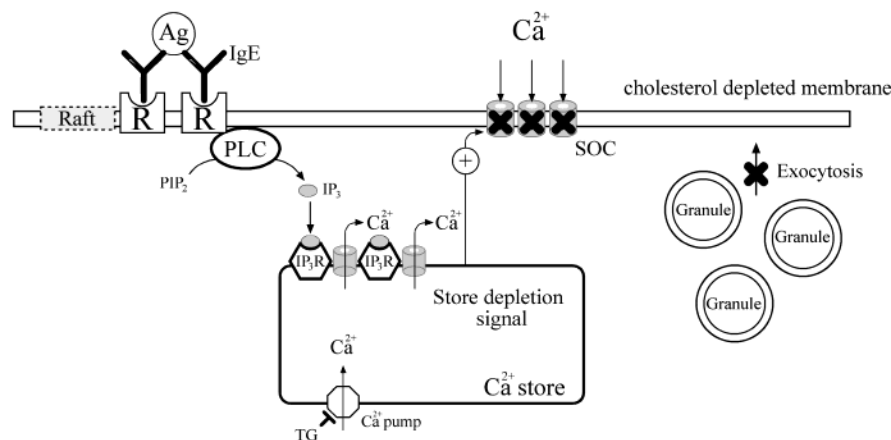 Ag
IgE
Ca²⁺
cholesterol depleted membrane
Raft
R
R
SOC
PLC
PIP₂
IP₃
Exocytosis
Granule
Granule
Granule
Ca²⁺
Ca²⁺
IP₃R
IP₃R
Store depletion
signal
Ca²⁺
Ca²⁺ store
Ca²⁺ pump
TG
+